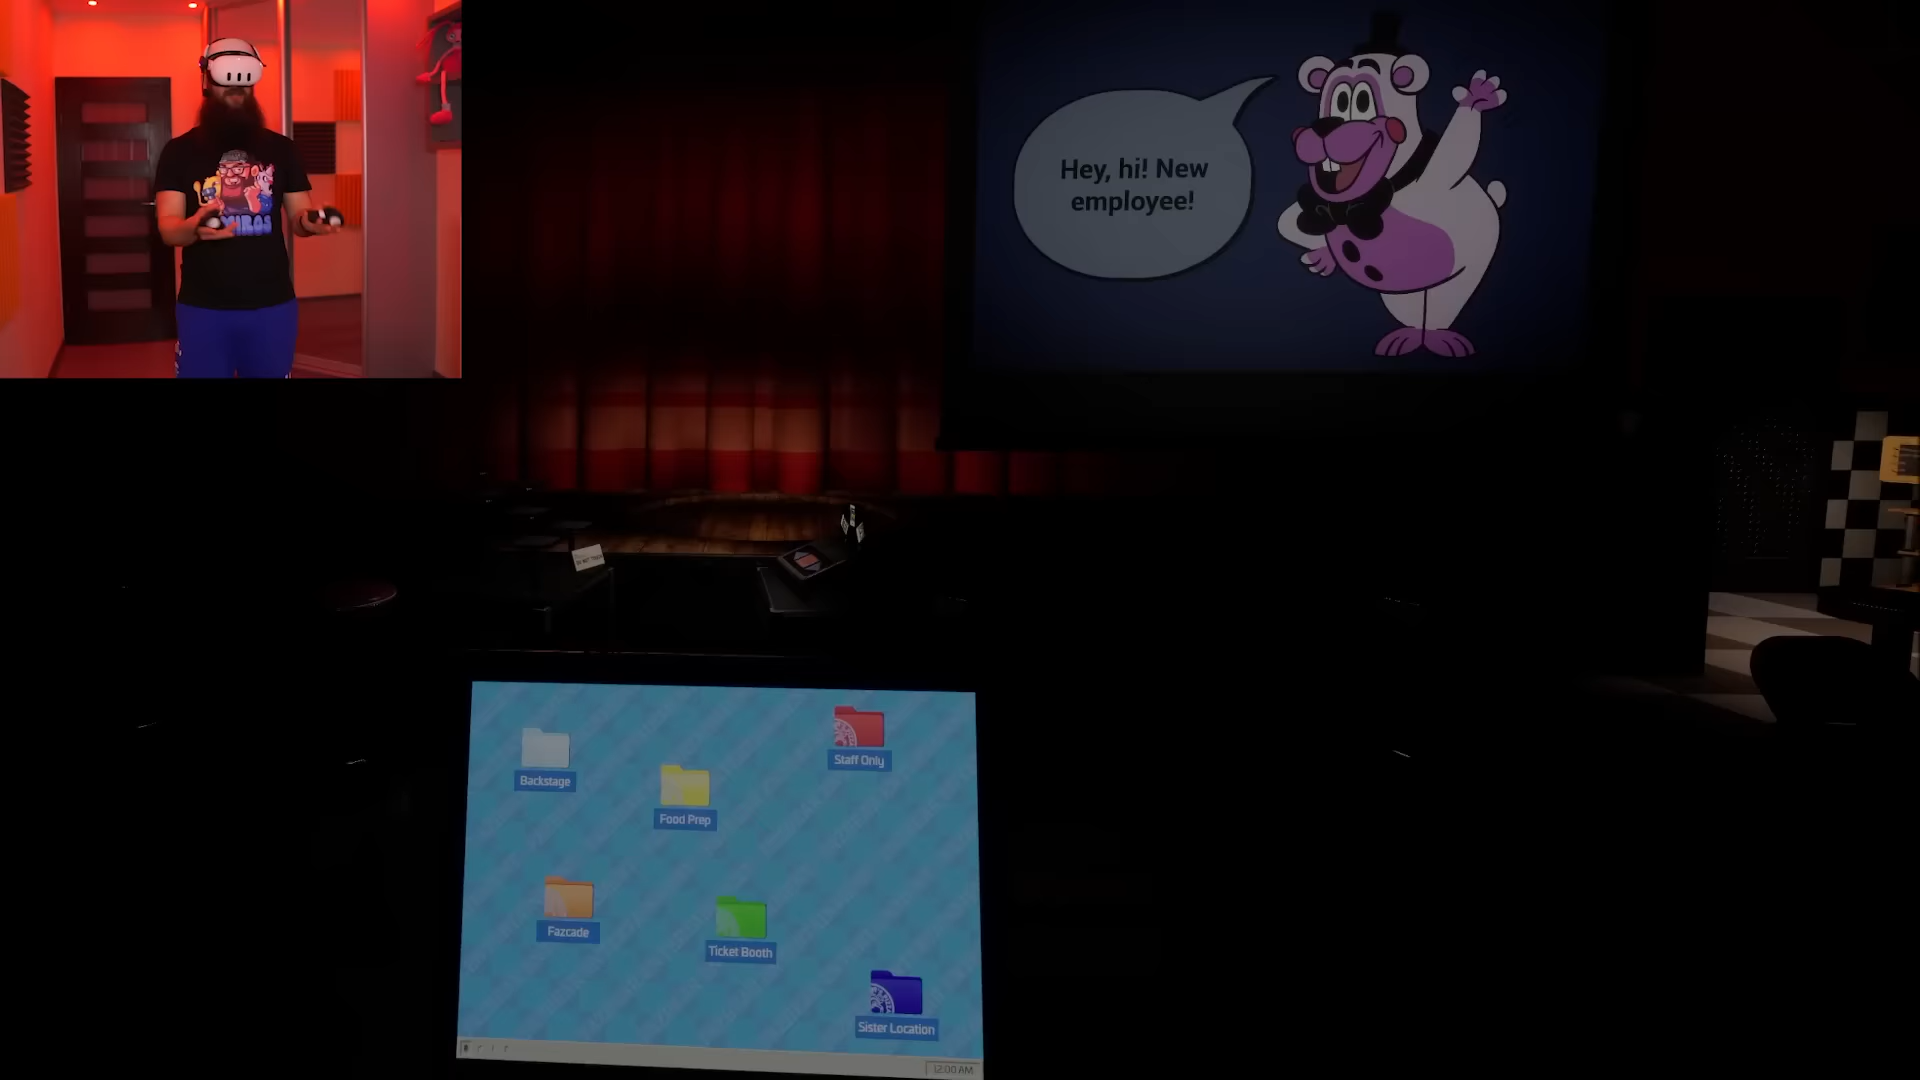 Hey, hi! New
employee!
Staff Only
Backstage
Food Prep
Fazcade
Ticket Booth
Sister Location
12:00 AM